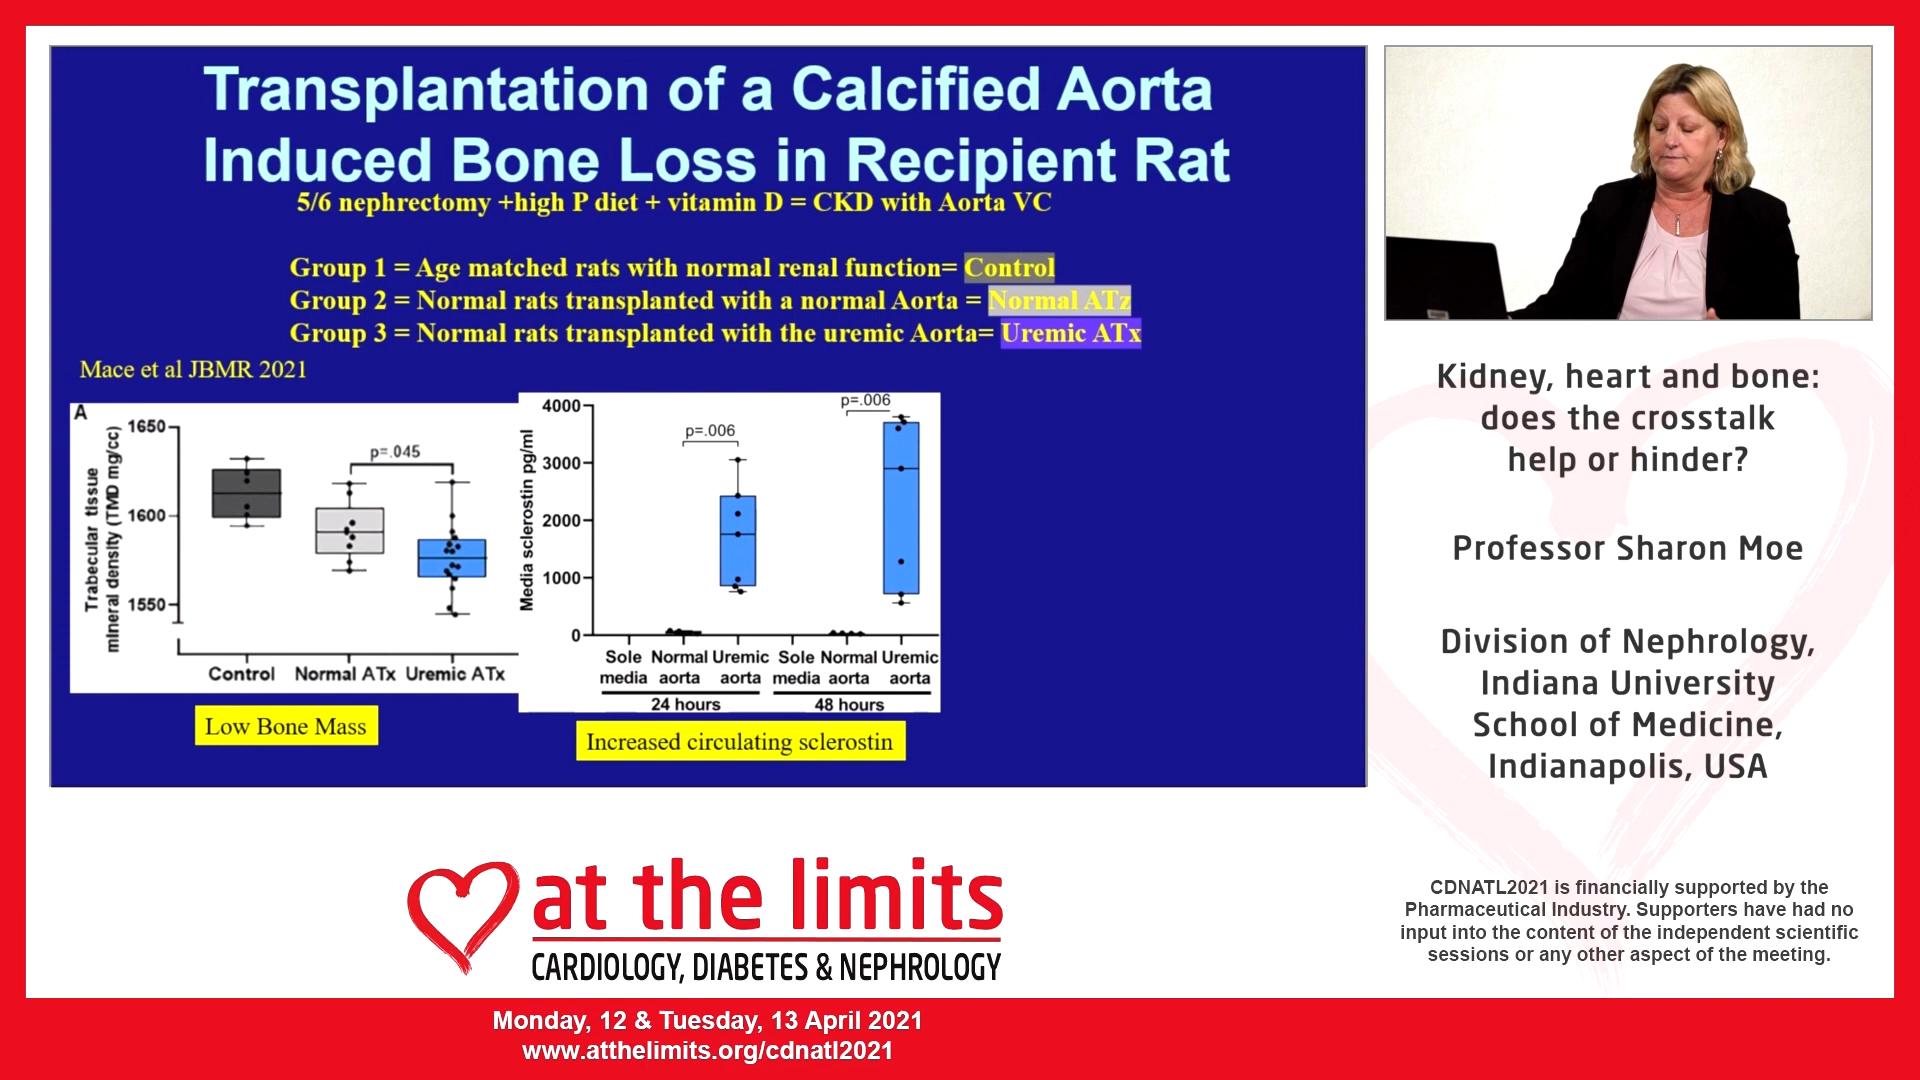 Transplantation of a Calcified Aorta
Induced Bone Loss in Recipient Rat
5/6 nephrectomy +high P diet + vitamin D = CKD with Aorta VC
Group 1 = Age matched rats with normal renal function= Control
Group 2 = Normal rats transplanted with a normal Aorta = Normal ATz
Group 3 = Normal rats transplanted with the uremic Aorta= Uremic ATx
Mace et al JBMR 2021
A
Trabecular tissue
mineral density (TMD mg/cc)
1650
1600
1550
p=.045
Control Normal ATx Uremic ATx
Low Bone Mass
Media sclerostin pg/ml
4000
3000
2000
1000
0
p=.006
p=.006
Sole Normal Uremic Sole Normal Uremic
media aorta aorta media aorta aorta
24 hours 48 hours
Increased circulating sclerostin
Kidney, heart and bone:
does the crosstalk
help or hinder?
Professor Sharon Moe
Division of Nephrology,
Indiana University
School of Medicine,
Indianapolis, USA
CDNATL2021 is financially supported by the
Pharmaceutical Industry. Supporters have had no
input into the content of the independent scientific
sessions or any other aspect of the meeting.
at the limits
CARDIOLOGY, DIABETES & NEPHROLOGY
Monday, 12 & Tuesday, 13 April 2021
www.atthelimits.org/cdnatl2021